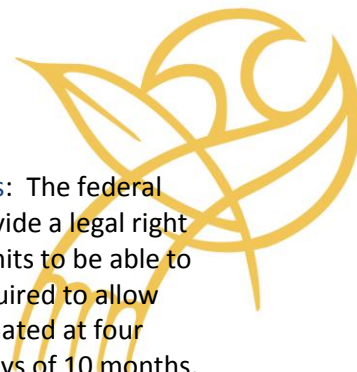 s: The federal
vide a legal right
nits to be able to
uired to allow
ated at four
ys of 10 months.